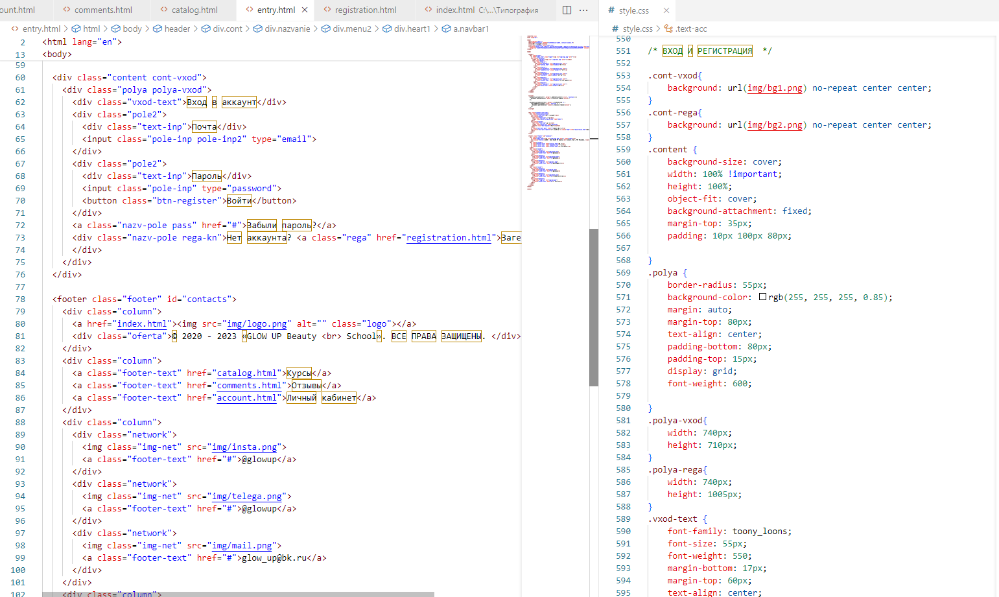 ount.html
<> comments.html
<> catalog.html
<> entry.html ×
<> registration.html
<> index.html C:\...\Типография
...
# style.css ×
<> entry.html > html > body > header > div.cont > div.nazvanie > div.menu2 > div.heart1 > a.navbar1
# style.css > .text-acc
2 <html lang="en">
13 <body>
59
60 <div class="content cont-vxod">
61 <div class="polya polya-vxod">
62 <div class="vxod-text">Вход в аккаунт</div>
63 <div class="pole2">
64 <div class="text-inp">Почта</div>
65 <input class="pole-inp pole-inp2" type="email">
66 </div>
67 <div class="pole2">
68 <div class="text-inp">Пароль</div>
69 <input class="pole-inp" type="password">
70 <button class="btn-register">Войти</button>
71 </div>
72 <a class="nazv-pole pass" href="#">Забыли пароль?</a>
73 <div class="nazv-pole rega-kn">Нет аккаунта? <a class="rega" href="registration.html">Заге
74 </div>
75 </div>
76 </div>
77
78 <footer class="footer" id="contacts">
79 <div class="column">
80 <a href="index.html"><img src="img/logo.png" alt="" class="logo"></a>
81 <div class="oferta">© 2020 - 2023 «GLOW UP Beauty <br> School». ВСЕ ПРАВА ЗАЩИЩЕНЫ. </div>
82 </div>
83 <div class="column">
84 <a class="footer-text" href="catalog.html">Курсы</a>
85 <a class="footer-text" href="comments.html">Отзывы</a>
86 <a class="footer-text" href="account.html">Личный кабинет</a>
87 </div>
88 <div class="column">
89 <div class="network">
90 <img class="img-net" src="img/insta.png">
91 <a class="footer-text" href="#">@glowup</a>
92 </div>
93 <div class="network">
94 <img class="img-net" src="img/telega.png">
95 <a class="footer-text" href="#">@glowup</a>
96 </div>
97 <div class="network">
98 <img class="img-net" src="img/mail.png">
99 <a class="footer-text" href="#">glow_up@bk.ru</a>
100 </div>
101 </div>
102 <div class="column">
550
551 /* ВХОД И РЕГИСТРАЦИЯ */
552
553 .cont-vxod{
554 background: url(img/bg1.png) no-repeat center center;
555 }
556 .cont-rega{
557 background: url(img/bg2.png) no-repeat center center;
558 }
559 .content {
560 background-size: cover;
561 width: 100% !important;
562 height: 100%;
563 object-fit: cover;
564 background-attachment: fixed;
565 margin-top: 35px;
566 padding: 10px 100px 80px;
567
568 }
569 .polya {
570 border-radius: 55px;
571 background-color: rgb(255, 255, 255, 0.85);
572 margin: auto;
573 margin-top: 80px;
574 text-align: center;
575 padding-bottom: 80px;
576 padding-top: 15px;
577 display: grid;
578 font-weight: 600;
579
580 }
581 .polya-vxod{
582 width: 740px;
583 height: 710px;
584 }
585 .polya-rega{
586 width: 740px;
587 height: 1005px;
588 }
589 .vxod-text {
590 font-family: toony_loons;
591 font-size: 55px;
592 font-weight: 550;
593 margin-bottom: 17px;
594 margin-top: 60px;
595 text-align: center;